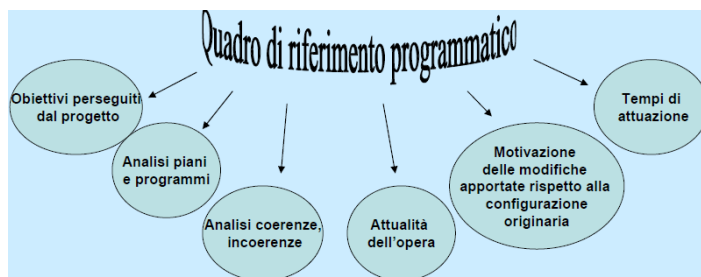 Quadro di riferimento programmatico
Obiettivi perseguiti
dal progetto
Analisi piani
e programmi
Analisi coerenze,
incoerenze
Attualità
dell'opera
Motivazione
delle modifiche
apportate rispetto alla
configurazione
originaria
Tempi di
attuazione